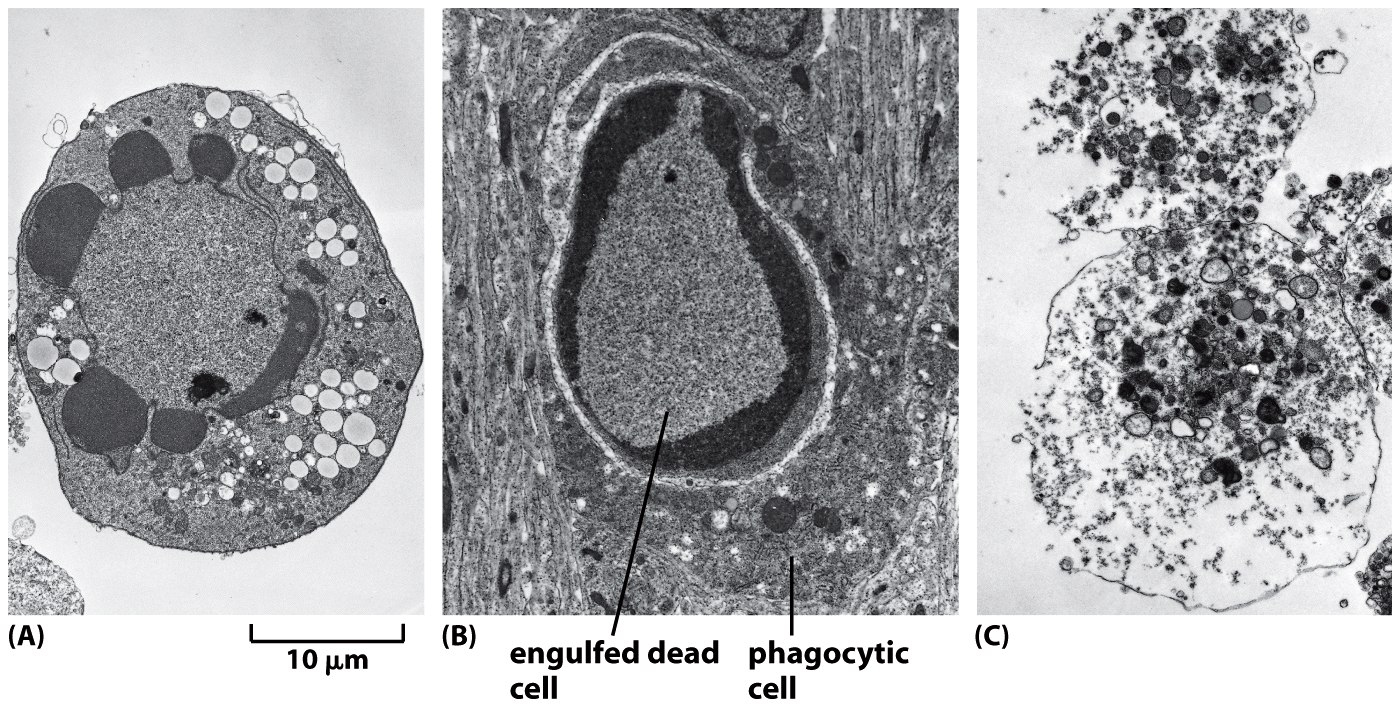 (A)
10 μm
(B)
engulfed dead
cell
phagocytic
cell
(C)